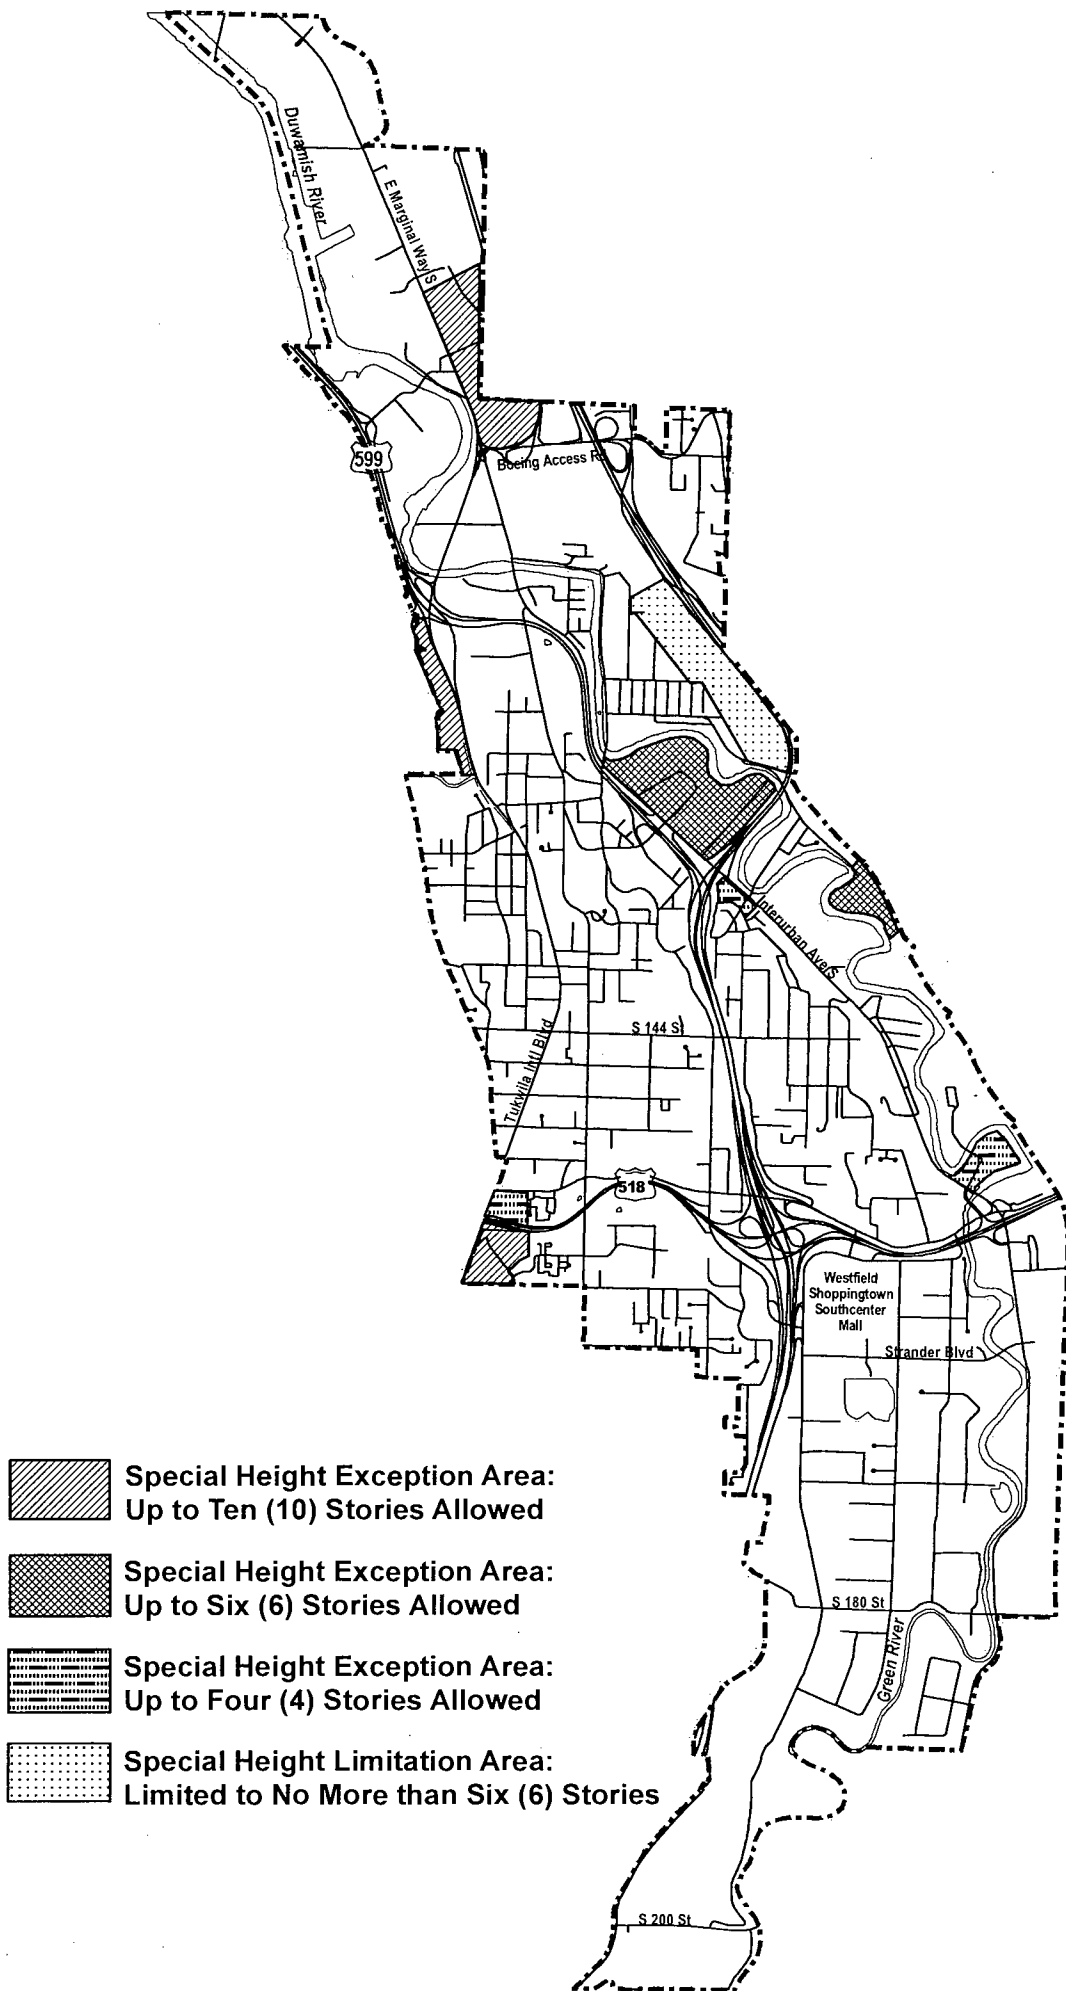 Duwamish River
E Marginal Way S
599
Boeing Access Rd
Interurban Ave S
S 144 St
Tukwila Intl Blvd
518
Westfield
Shoppingtown
Southcenter
Mall
Strander Blvd
Special Height Exception Area:
Up to Ten (10) Stories Allowed
Special Height Exception Area:
Up to Six (6) Stories Allowed
S 180 St
Green River
Special Height Exception Area:
Up to Four (4) Stories Allowed
Special Height Limitation Area:
Limited to No More than Six (6) Stories
S 200 St